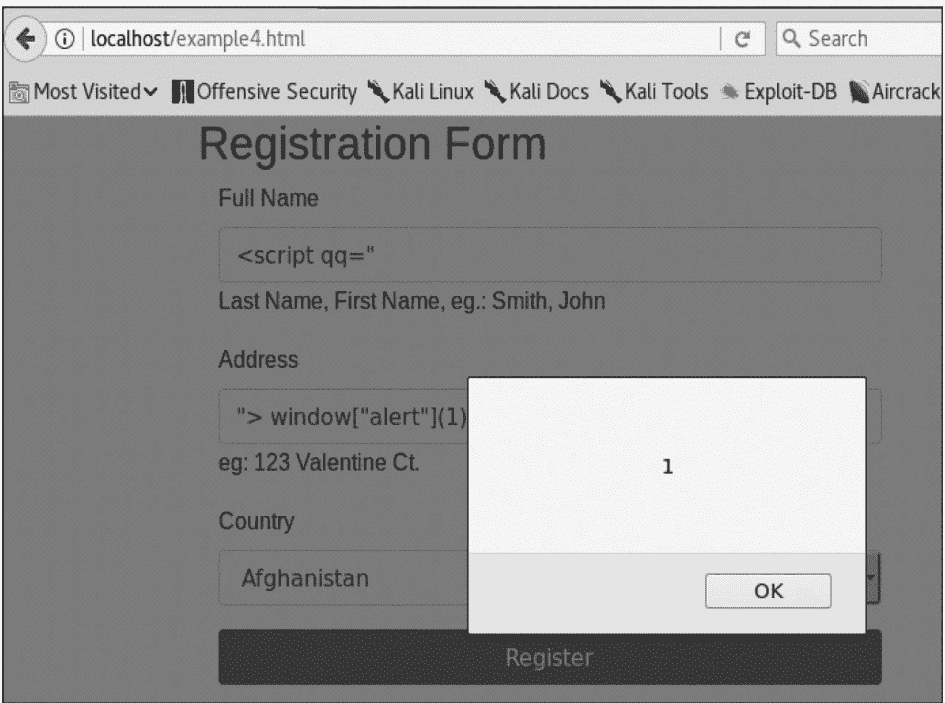 localhost/example4.html
Search
Most Visited Offensive Security Kali Linux Kali Docs Kali Tools Exploit-DB Aircrack
Registration Form
Full Name
<script qq="
Last Name, First Name, eg.: Smith, John
Address
"> window["alert"](1)
eg: 123 Valentine Ct.
1
Country
Afghanistan
OK
Register